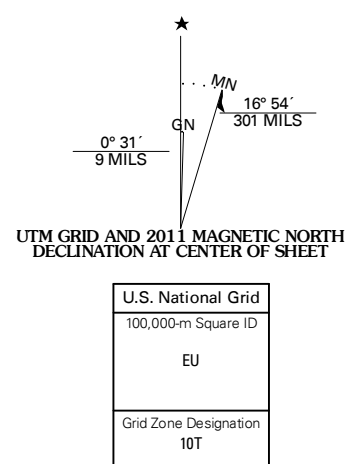 MN
16° 54´
301 MILS
GN
0° 31´
9 MILS
UTM GRID AND 2011 MAGNETIC NORTH
DECLINATION AT CENTER OF SHEET
U.S. National Grid
100,000-m Square ID
EU
Grid Zone Designation
10T